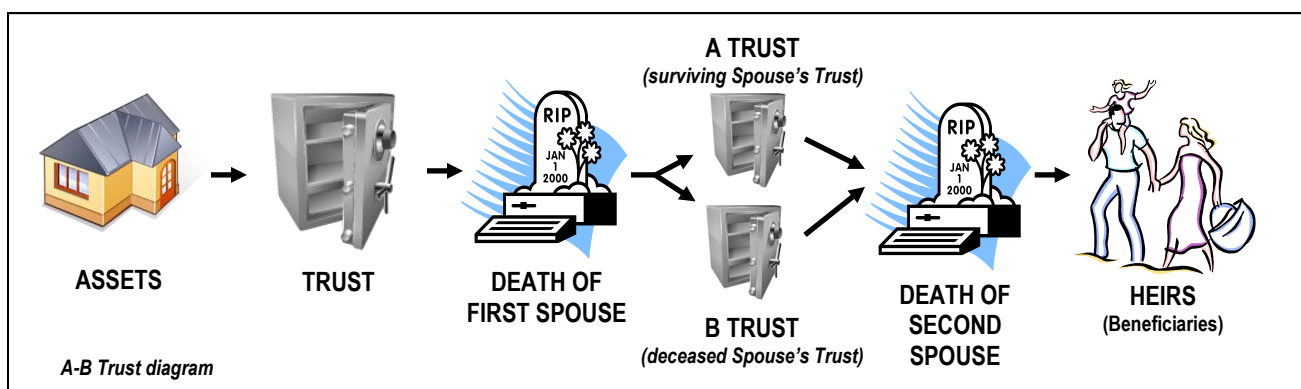 ASSETS
TRUST
RIP
JAN
1
2000
DEATH OF
FIRST SPOUSE
A TRUST
(surviving Spouse's Trust)
B TRUST
(deceased Spouse's Trust)
RIP
JAN
1
2000
DEATH OF
SECOND
SPOUSE
HEIRS
(Beneficiaries)
A-B Trust diagram